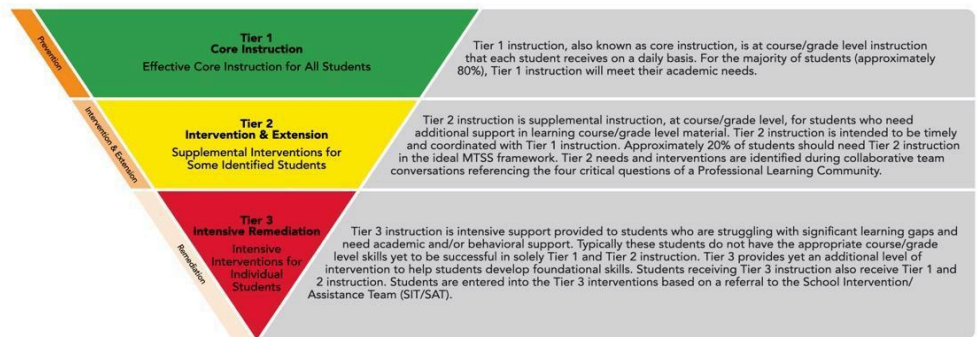 Prevention
Tier 1
Core Instruction
Effective Core Instruction for All Students
Tier 1 instruction, also known as core instruction, is at course/grade level instruction
that each student receives on a daily basis. For the majority of students (approximately
80%), Tier 1 instruction will meet their academic needs.
Intervention & Extension
Tier 2
Intervention & Extension
Supplemental Interventions for
Some Identified Students
Tier 2 instruction is supplemental instruction, at course/grade level, for students who need
additional support in learning course/grade level material. Tier 2 instruction is intended to be timely
and coordinated with Tier 1 instruction. Approximately 20% of students should need Tier 2 instruction
in the ideal MTSS framework. Tier 2 needs and interventions are identified during collaborative team
conversations referencing the four critical questions of a Professional Learning Community.
Remediation
Tier 3
Intensive Remediation
Intensive
Interventions for
Individual
Students
Tier 3 instruction is intensive support provided to students who are struggling with significant learning gaps and
need academic and/or behavioral support. Typically these students do not have the appropriate course/grade
level skills yet to be successful in solely Tier 1 and Tier 2 instruction. Tier 3 provides yet an additional level of
intervention to help students develop foundational skills. Students receiving Tier 3 instruction also receive Tier 1 and
2 instruction. Students are entered into the Tier 3 interventions based on a referral to the School Intervention/
Assistance Team (SIT/SAT).